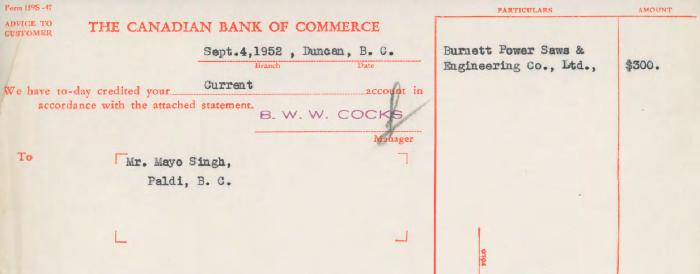 Form 119S-47
ADVICE TO
CUSTOMER
THE CANADIAN BANK OF COMMERCE
Sept.4,1952 , Duncan, B. C.
Branch Date
We have to-day credited your Current account in
accordance with the attached statement.
B. W. W. COCKS
Manager
To
Mr. Mayo Singh,
Paldi, B. C.
PARTICULARS AMOUNT
Burnett Power Saws &
Engineering Co., Ltd., $300.
FOLD